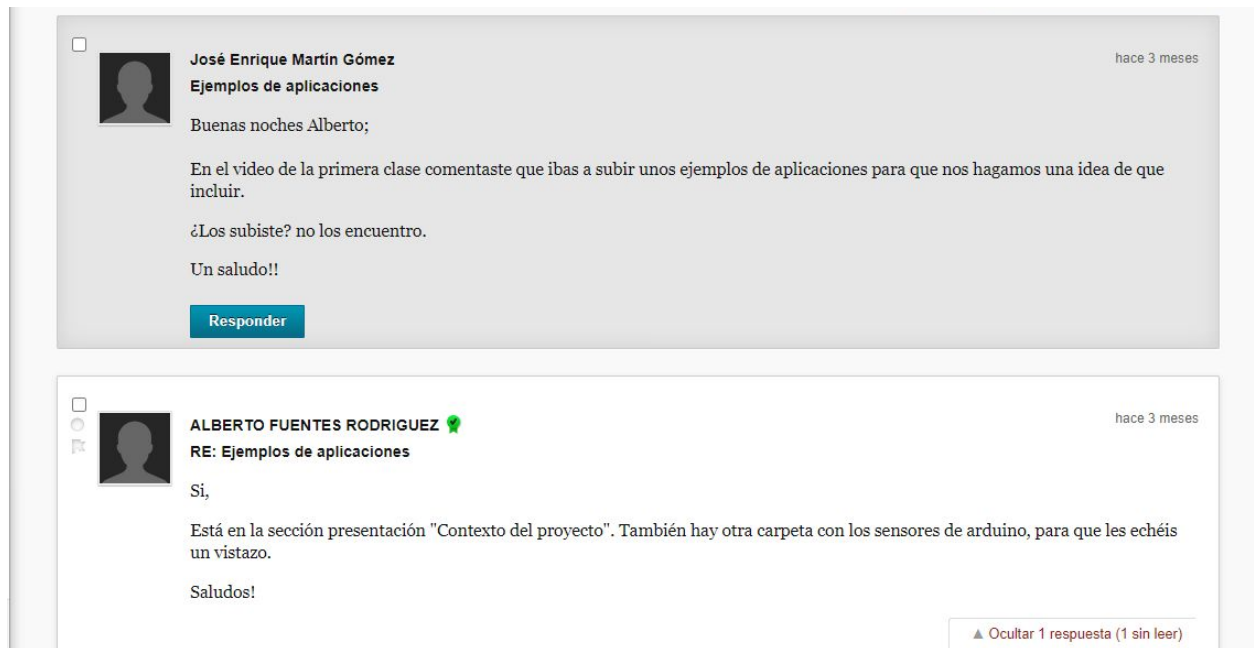 José Enrique Martín Gómez
hace 3 meses
Ejemplos de aplicaciones
Buenas noches Alberto;
En el video de la primera clase comentaste que ibas a subir unos ejemplos de aplicaciones para que nos hagamos una idea de que
incluir.
¿Los subiste? no los encuentro.
Un saludo!!
Responder
ALBERTO FUENTES RODRIGUEZ
hace 3 meses
RE: Ejemplos de aplicaciones
Si,
Está en la sección presentación "Contexto del proyecto". También hay otra carpeta con los sensores de arduino, para que les echéis
un vistazo.
Saludos!
▲ Ocultar 1 respuesta (1 sin leer)